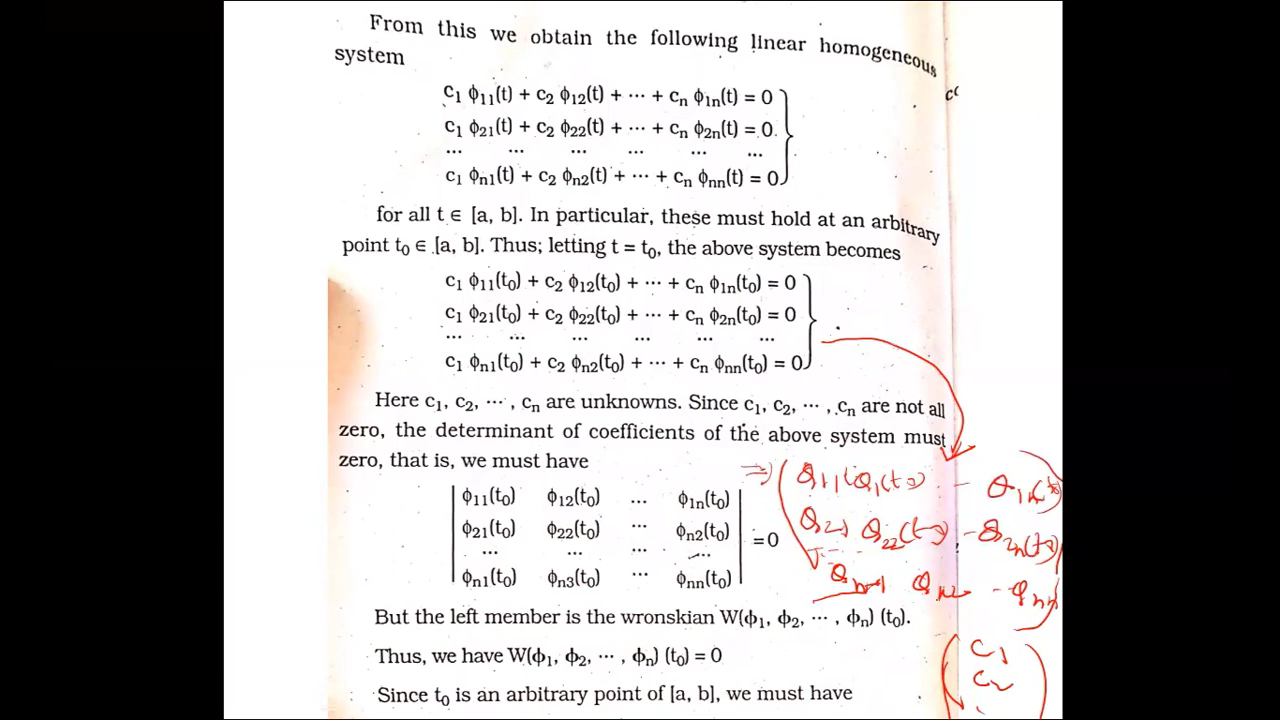 From this we obtain the following linear homogeneous
system
c₁ ϕ₁₁(t) + c₂ ϕ₁₂(t) + ··· + cₙ ϕ₁ₙ(t) = 0
c₁ ϕ₂₁(t) + c₂ ϕ₂₂(t) + ··· + cₙ ϕ₂ₙ(t) = 0
··· ··· ··· ··· ··· ···
c₁ ϕₙ₁(t) + c₂ ϕₙ₂(t) + ··· + cₙ ϕₙₙ(t) = 0
for all t ∈ [a, b]. In particular, these must hold at an arbitrary
point t₀ ∈ [a, b]. Thus; letting t = t₀, the above system becomes
c₁ ϕ₁₁(t₀) + c₂ ϕ₁₂(t₀) + ··· + cₙ ϕ₁ₙ(t₀) = 0
c₁ ϕ₂₁(t₀) + c₂ ϕ₂₂(t₀) + ··· + cₙ ϕ₂ₙ(t₀) = 0
··· ··· ··· ··· ··· ···
c₁ ϕₙ₁(t₀) + c₂ ϕₙ₂(t₀) + ··· + cₙ ϕₙₙ(t₀) = 0
Here c₁, c₂, ··· , cₙ are unknowns. Since c₁, c₂, ··· , cₙ are not all
zero, the determinant of coefficients of the above system must
zero, that is, we must have
ϕ₁₁(t₀) ϕ₁₂(t₀) ··· ϕ₁ₙ(t₀)
ϕ₂₁(t₀) ϕ₂₂(t₀) ··· ϕₙ₂(t₀)
··· ··· ··· ···
= 0
ϕₙ₁(t₀) ϕₙ₃(t₀) ··· ϕₙₙ(t₀)
But the left member is the wronskian W(ϕ₁, ϕ₂, ··· , ϕₙ) (t₀).
Thus, we have W(ϕ₁, ϕ₂, ··· , ϕₙ) (t₀) = 0
Since t₀ is an arbitrary point of [a, b], we must have
c₁
c₂